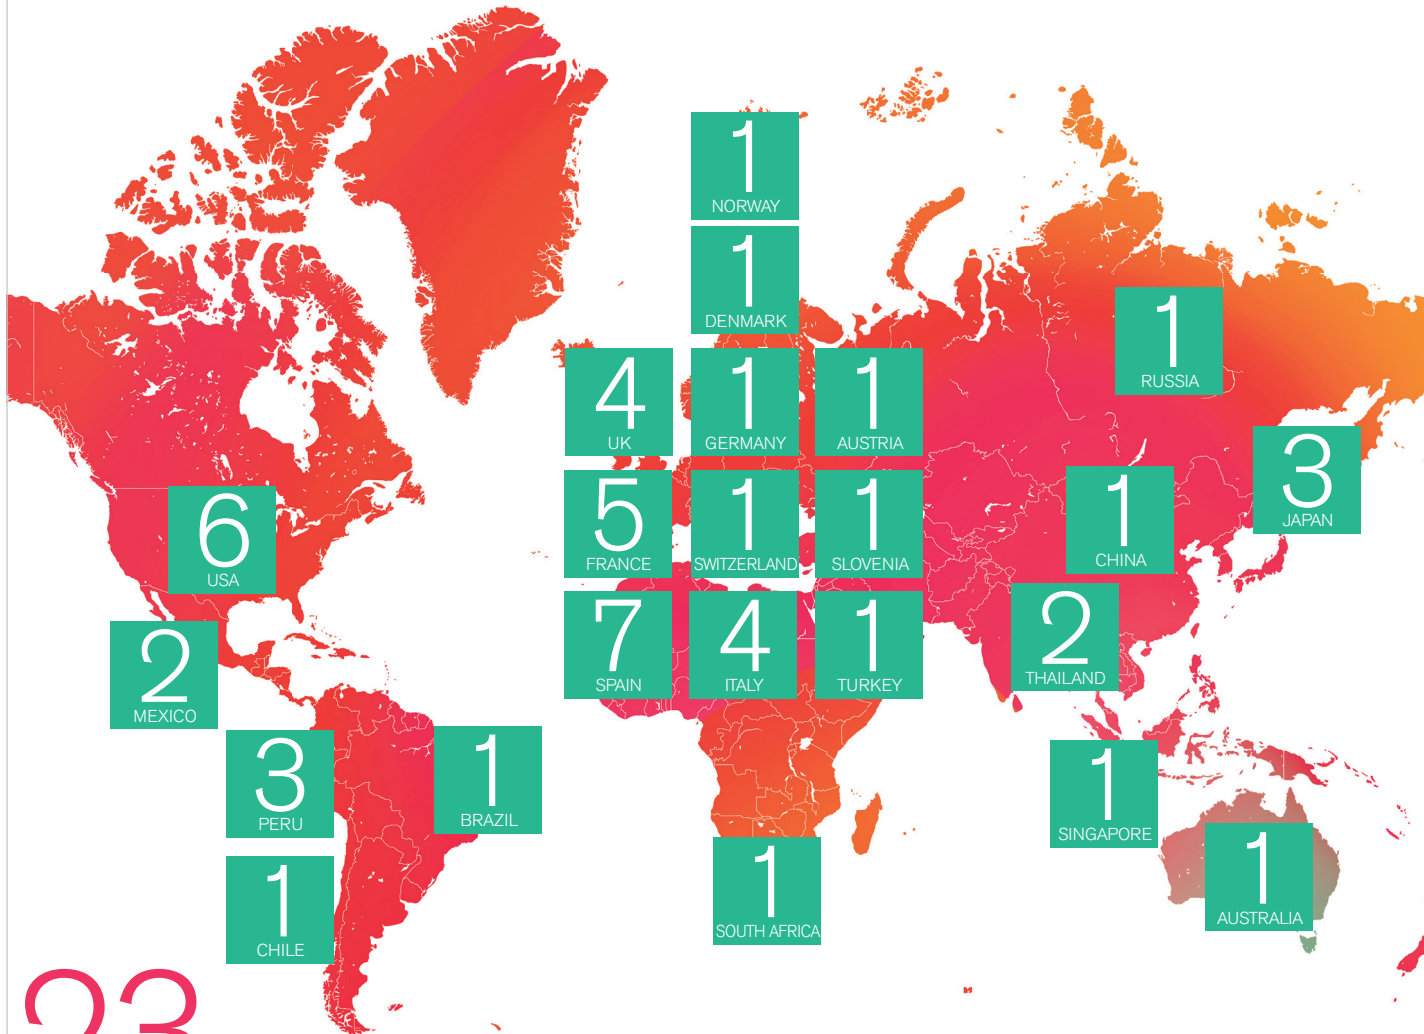 1
NORWAY
1
DENMARK
1
RUSSIA
4
UK
1
GERMANY
1
AUSTRIA
3
JAPAN
6
USA
5
FRANCE
1
SWITZERLAND
1
SLOVENIA
1
CHINA
2
MEXICO
7
SPAIN
4
ITALY
1
TURKEY
2
THAILAND
3
PERU
1
BRAZIL
1
SINGAPORE
1
CHILE
1
SOUTH AFRICA
1
AUSTRALIA
23